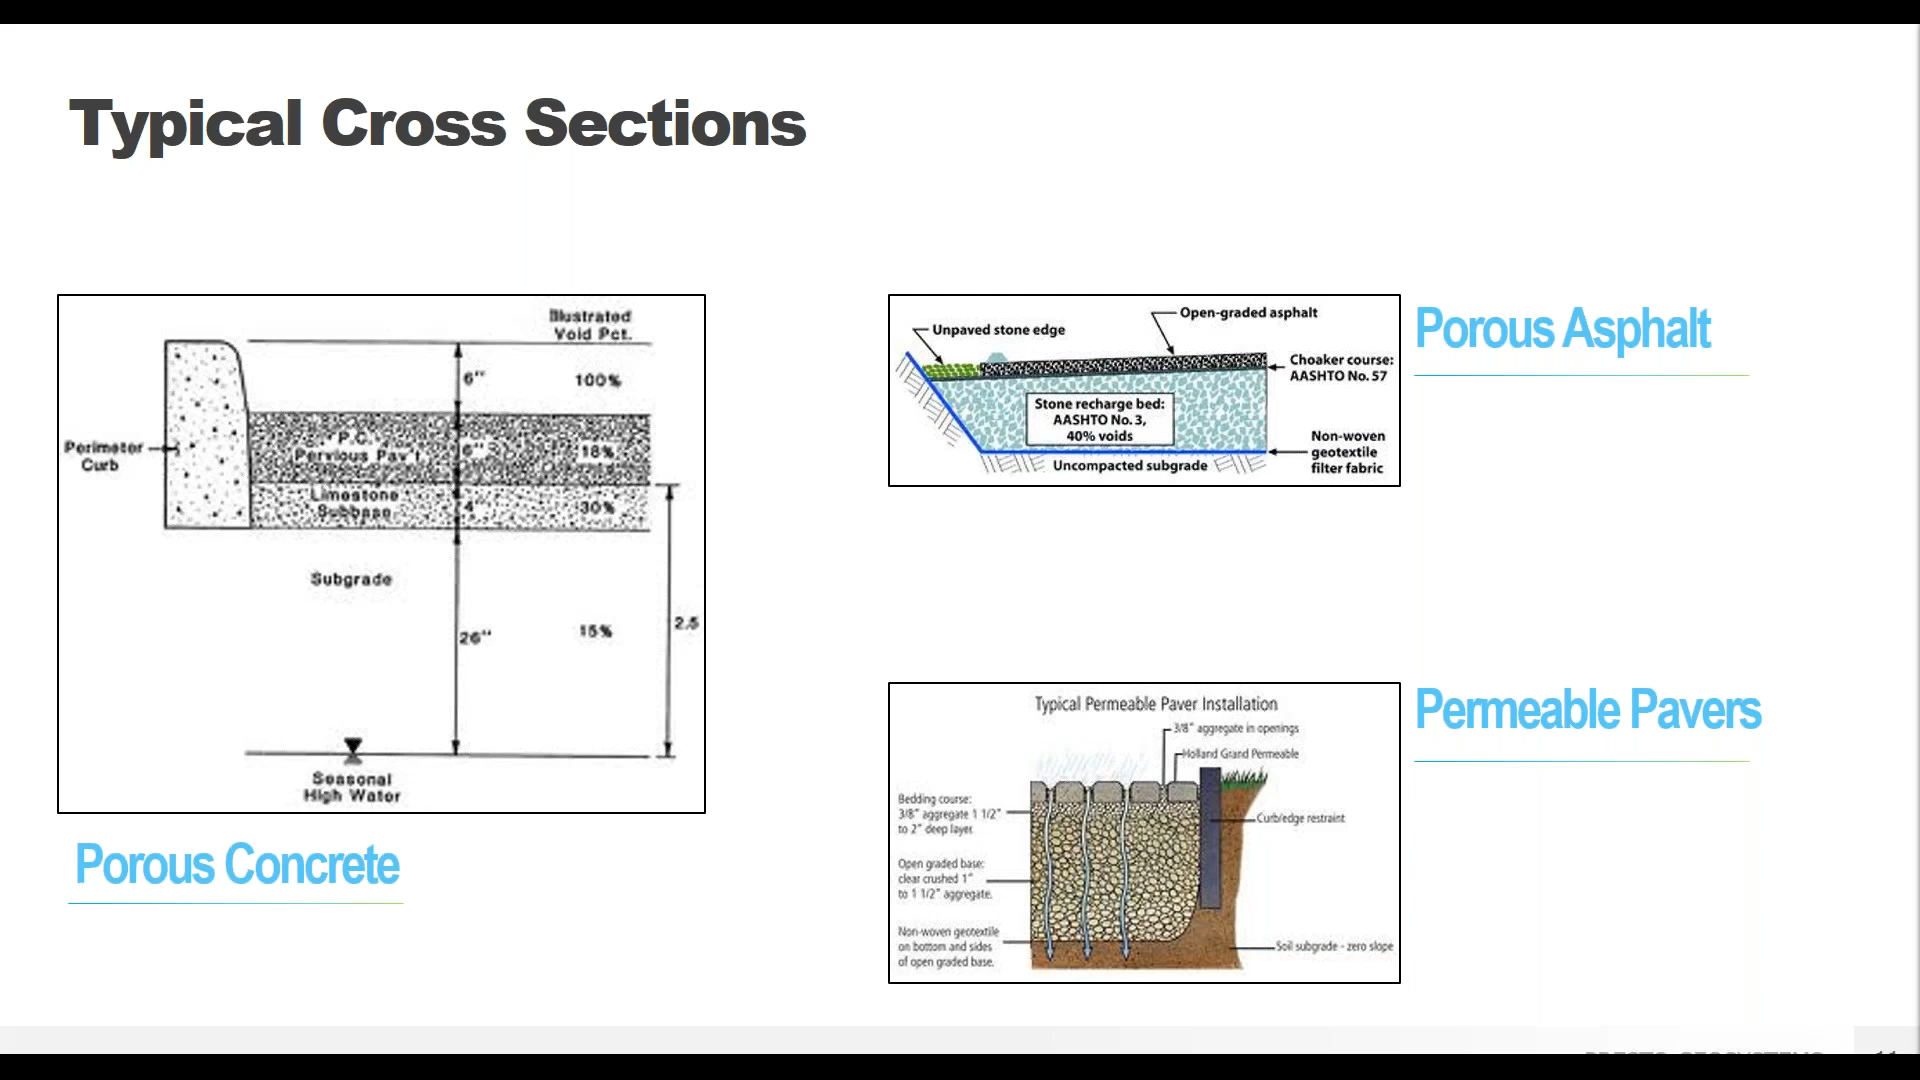 Typical Cross Sections
Illustrated
Void Pct.
6"
100%
Perimeter
Curb
P.C.
Pervious Pav't
6"
18%
Limestone
Subbase
4"
30%
Subgrade
26"
15%
2.5
Seasonal
High Water
Porous Concrete
Open-graded asphalt
Unpaved stone edge
Choaker course:
AASHTO No. 57
Stone recharge bed:
AASHTO No. 3,
40% voids
Non-woven
geotextile
filter fabric
Uncompacted subgrade
Porous Asphalt
Typical Permeable Paver Installation
3/8" aggregate in openings
Holland Grand Permeable
Bedding course:
3/8" aggregate 1 1/2"
to 2" deep layer.
Curb/edge restraint
Open graded base:
clear crushed 1"
to 1 1/2" aggregate.
Non-woven geotextile
on bottom and sides
of open graded base.
Soil subgrade - zero slope
Permeable Pavers